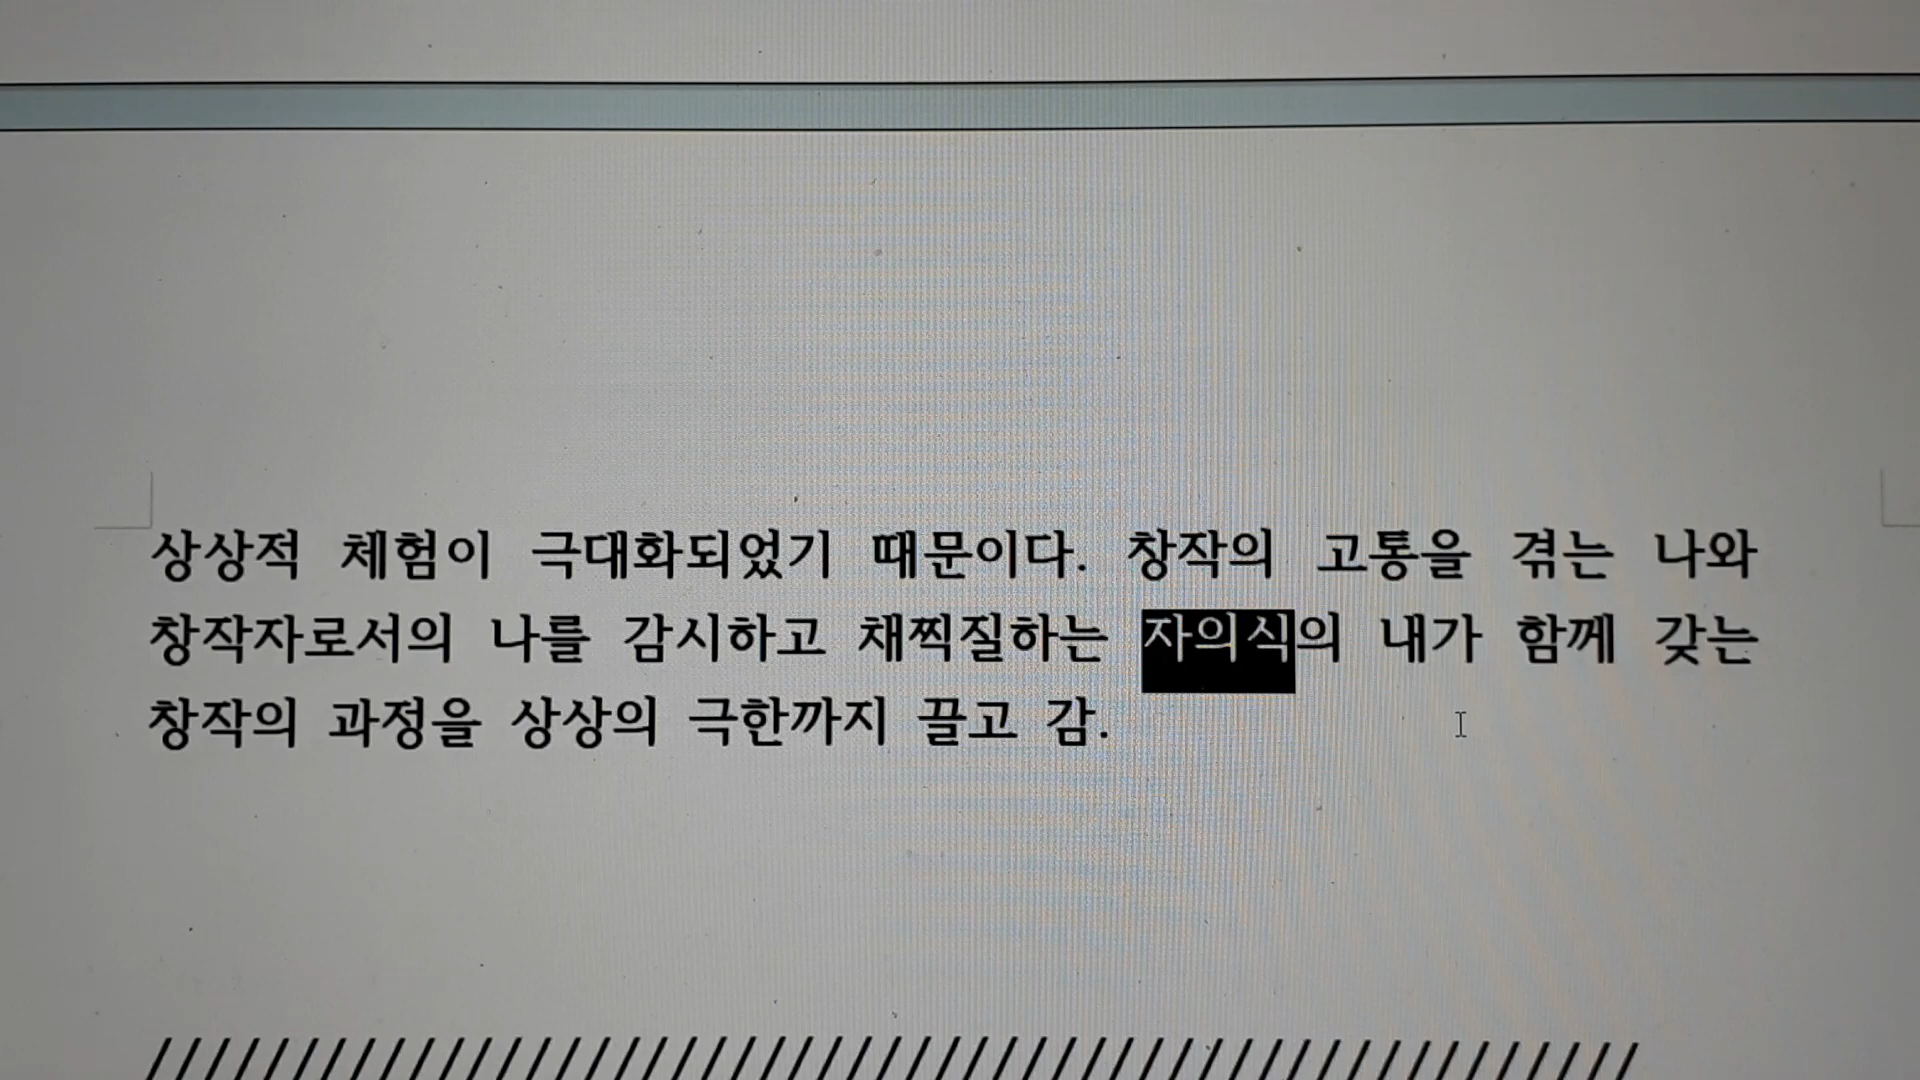 상상적 체험이 극대화되었기 때문이다. 창작의 고통을 겪는 나와
창작자로서의 나를 감시하고 채찍질하는 자의식의 내가 함께 갖는
창작의 과정을 상상의 극한까지 끌고 감.
////////////////////////////////////////////////